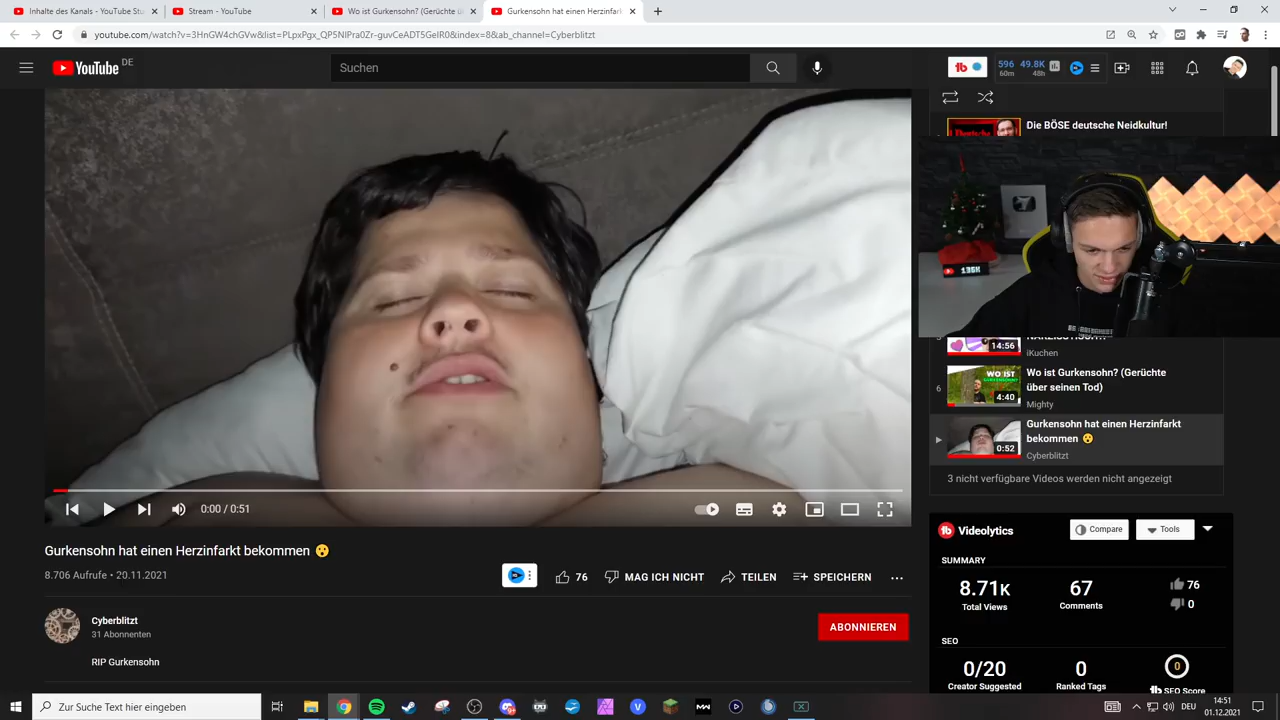 Inhalte des Kanals - YouTube Stu
Stream - YouTube
Wo ist Gurkensohn? (Gerüchte ü
Gurkensohn hat einen Herzinfark
youtube.com/watch?v=3HnGW4chGVw&list=PLpxPgx_QP5NIPra0Zr-guvCeADT5GeIR0&index=8&ab_channel=Cyberblitzt
YouTube DE
Suchen
596 49.8K
60m 48h
Die BÖSE deutsche Neidkultur!
135K
14:56
iKuchen
6
WO IST
4:40
Wo ist Gurkensohn? (Gerüchte
über seinen Tod)
Mighty
0:52
Gurkensohn hat einen Herzinfarkt
bekommen 😮
Cyberblitzt
3 nicht verfügbare Videos werden nicht angezeigt
0:00 / 0:51
Gurkensohn hat einen Herzinfarkt bekommen 😮
8.706 Aufrufe • 20.11.2021
76
MAG ICH NICHT
TEILEN
SPEICHERN
Cyberblitzt
31 Abonnenten
ABONNIEREN
RIP Gurkensohn
Videolytics
Compare
Tools
SUMMARY
8.71K
Total Views
67
Comments
76
0
SEO
0/20
Creator Suggested
0
Ranked Tags
0
SEO Score
Zur Suche Text hier eingeben
DEU
14:51
01.12.2021